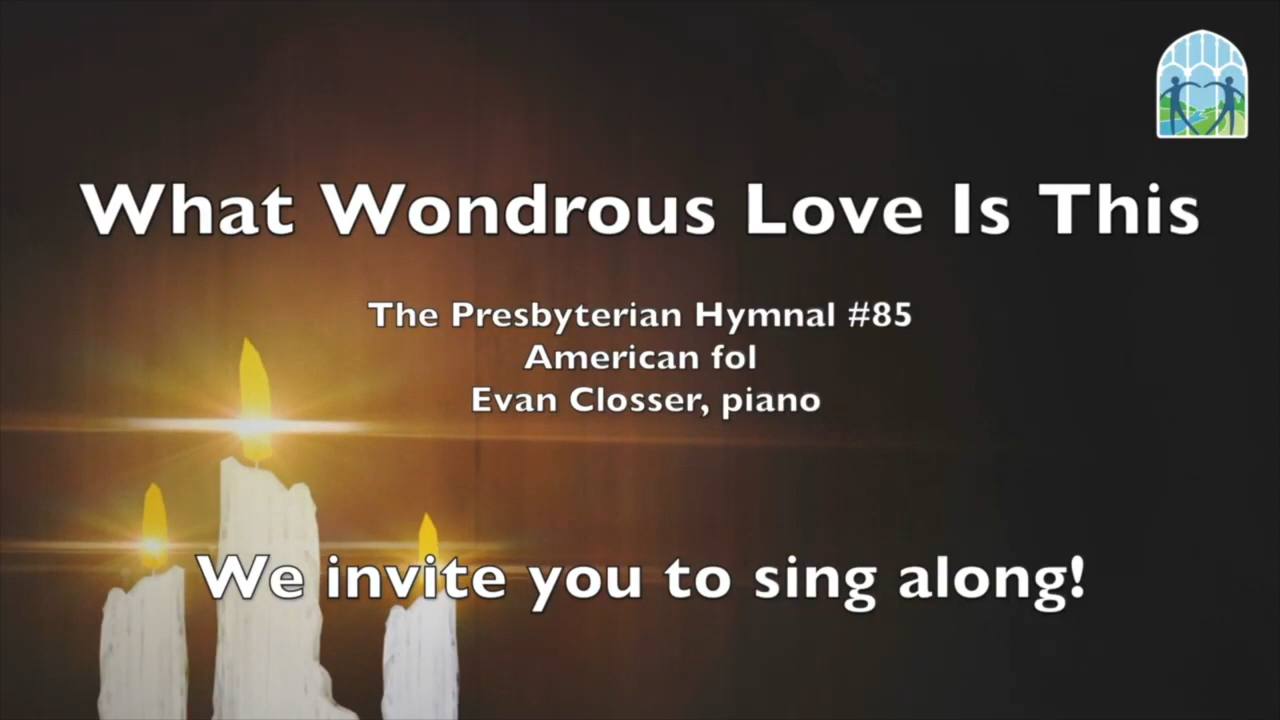 What Wondrous Love Is This
The Presbyterian Hymnal #85
American fol
Evan Closser, piano
We invite you to sing along!